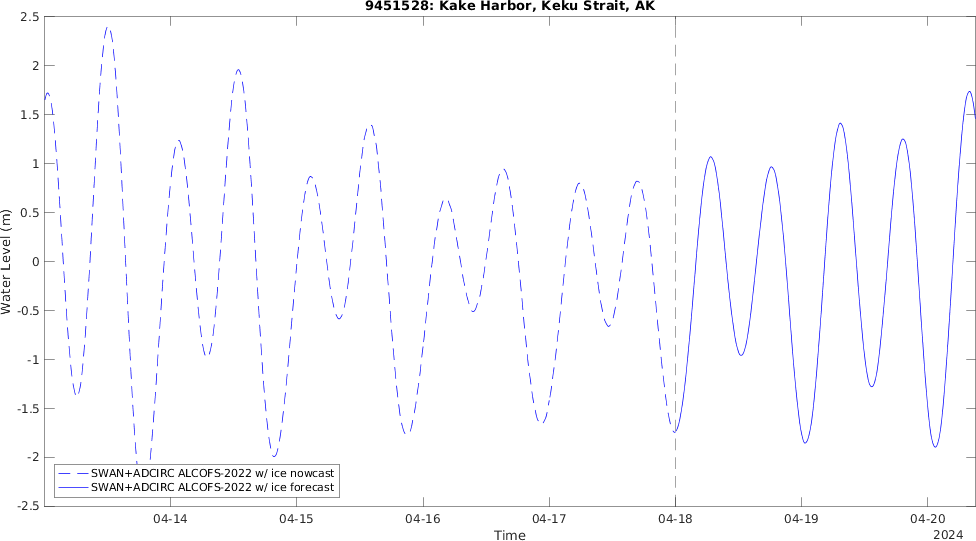 9451528: Kake Harbor, Keku Strait, AK
2.5
2
1.5
1
0.5
0
-0.5
-1
-1.5
-2
-2.5
Water Level (m)
SWAN+ADCIRC ALCOFS-2022 w/ ice nowcast
SWAN+ADCIRC ALCOFS-2022 w/ ice forecast
04-14 04-15 04-16 04-17 04-18 04-19 04-20
Time
2024